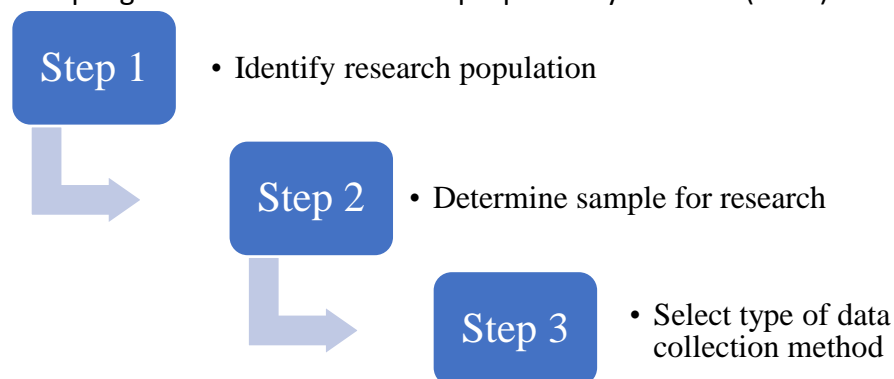 Step 1
• Identify research population
Step 2
• Determine sample for research
Step 3
• Select type of data
collection method